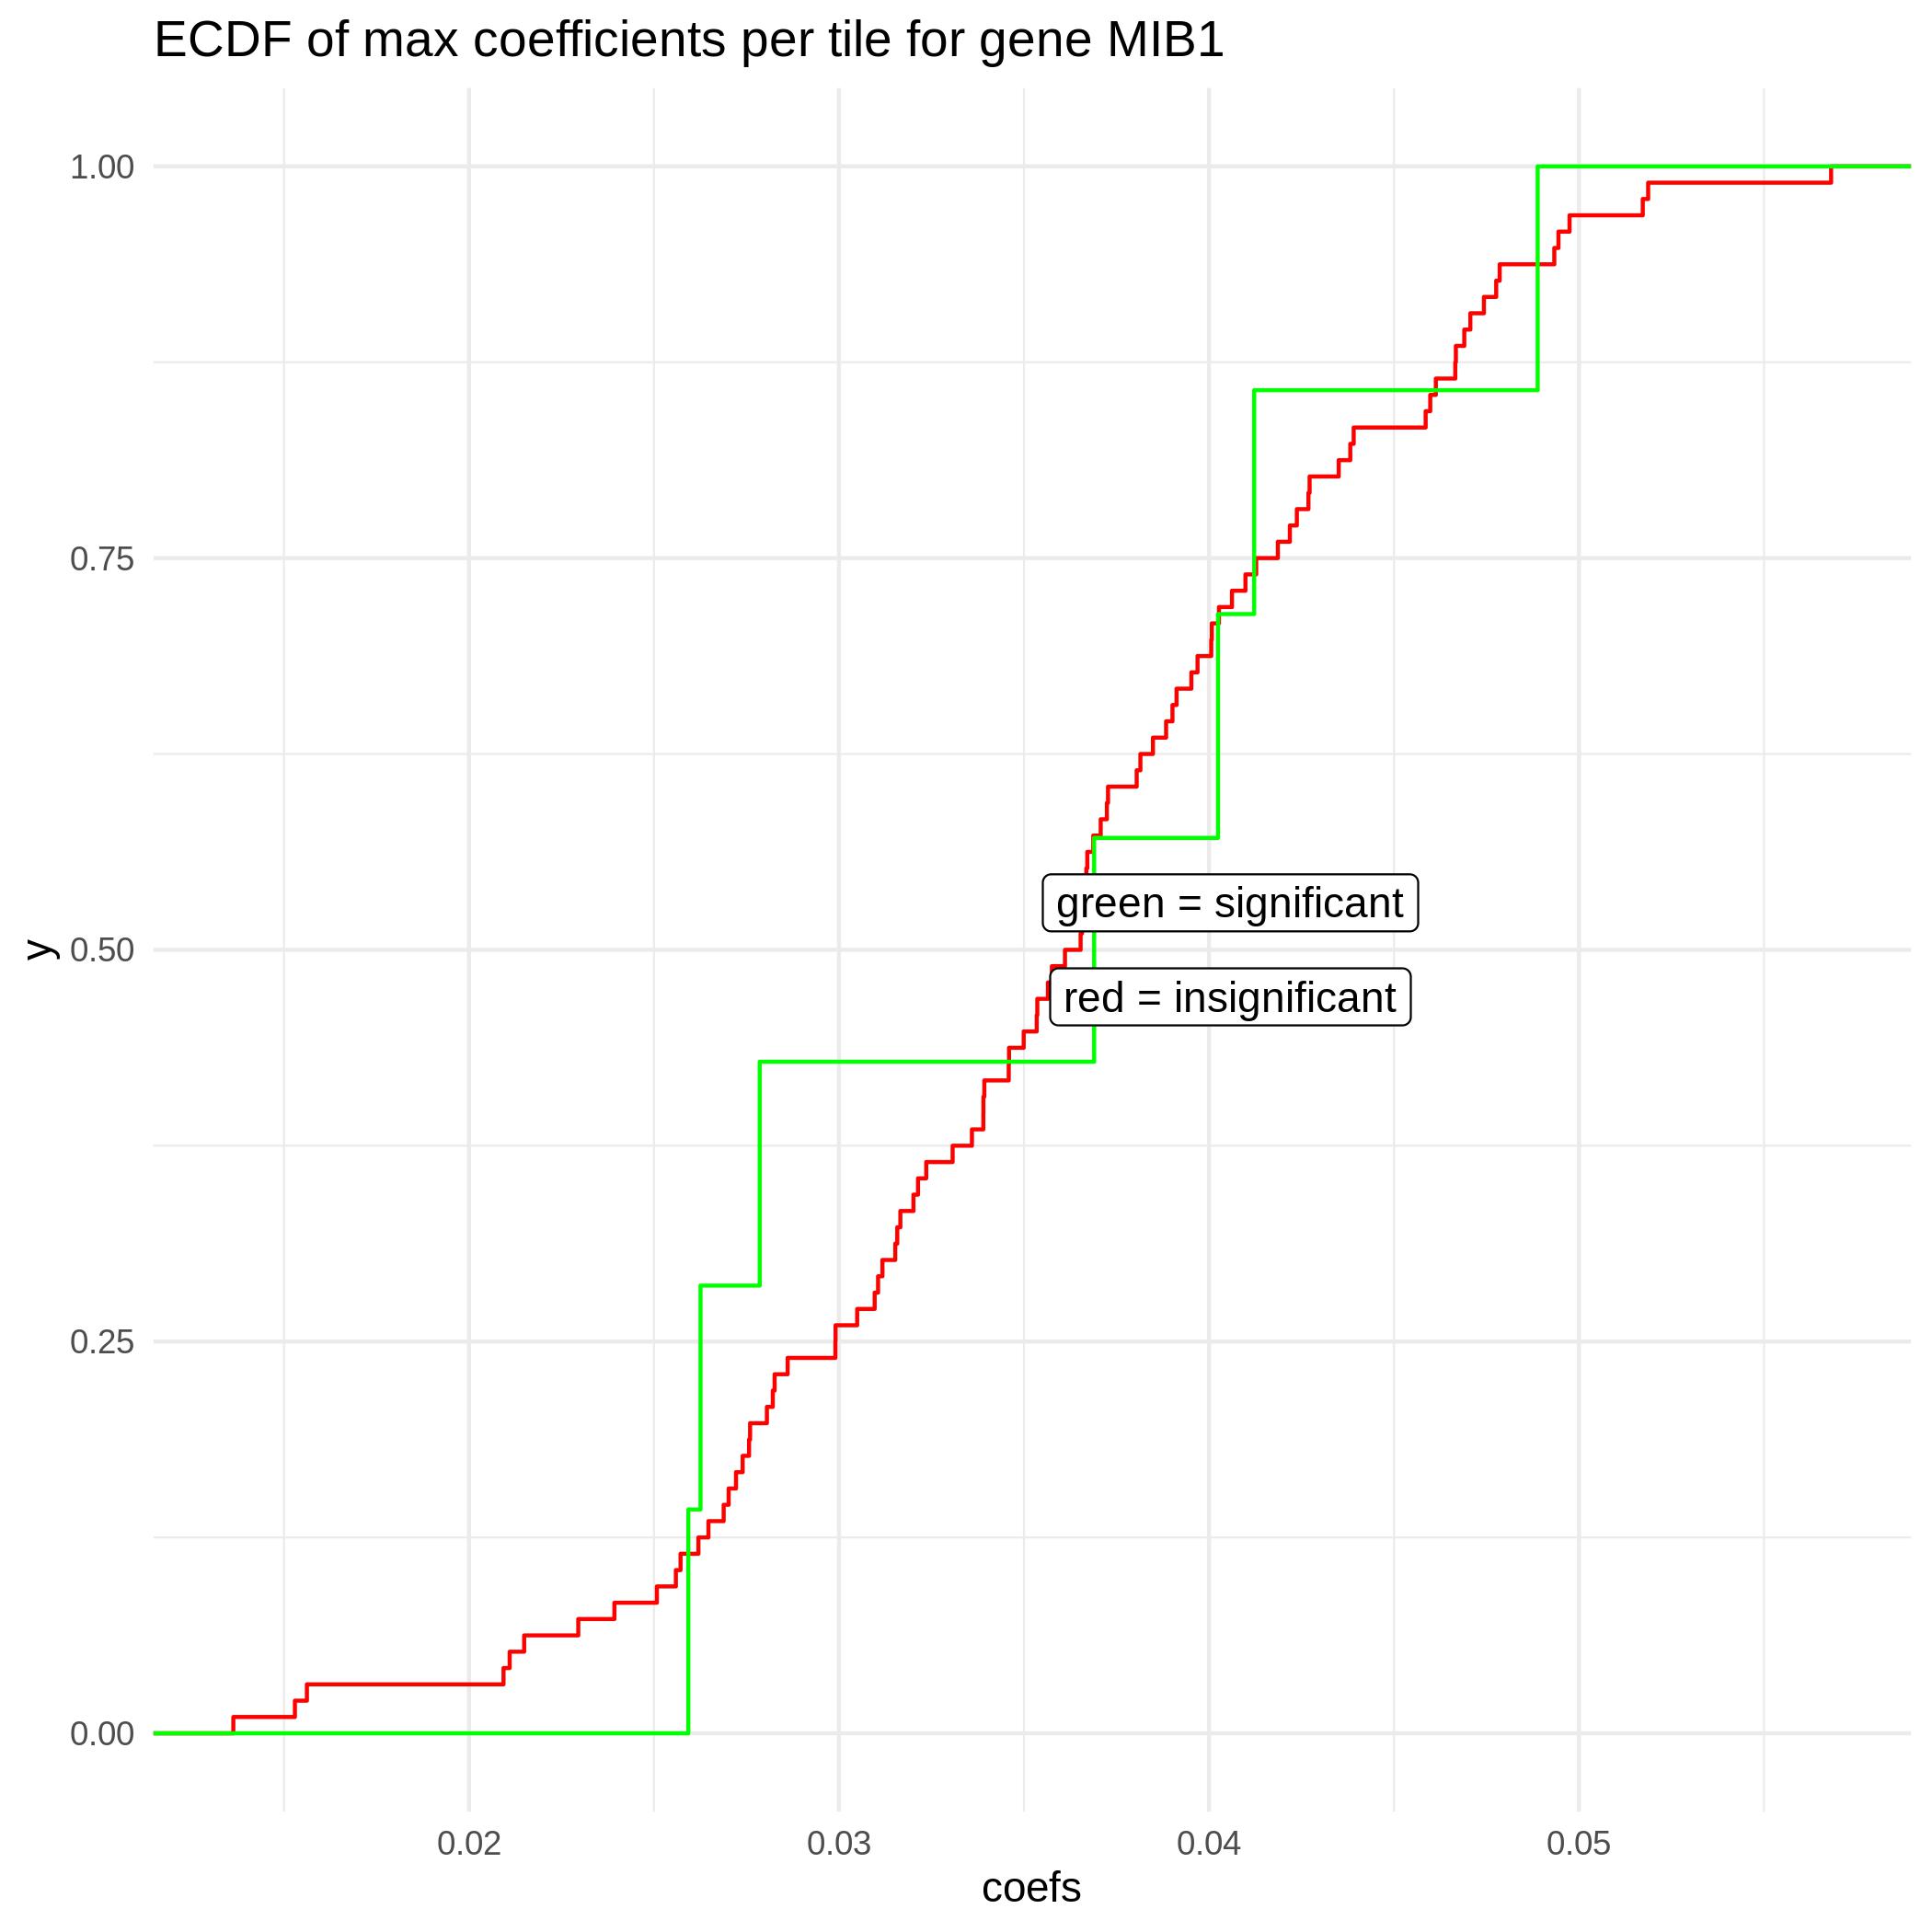 ECDF of max coefficients per tile for gene MIB1
1.00
0.75
0.50
0.25
0.00
y
green = significant
red = insignificant
0.02 0.03 0.04 0.05
coefs